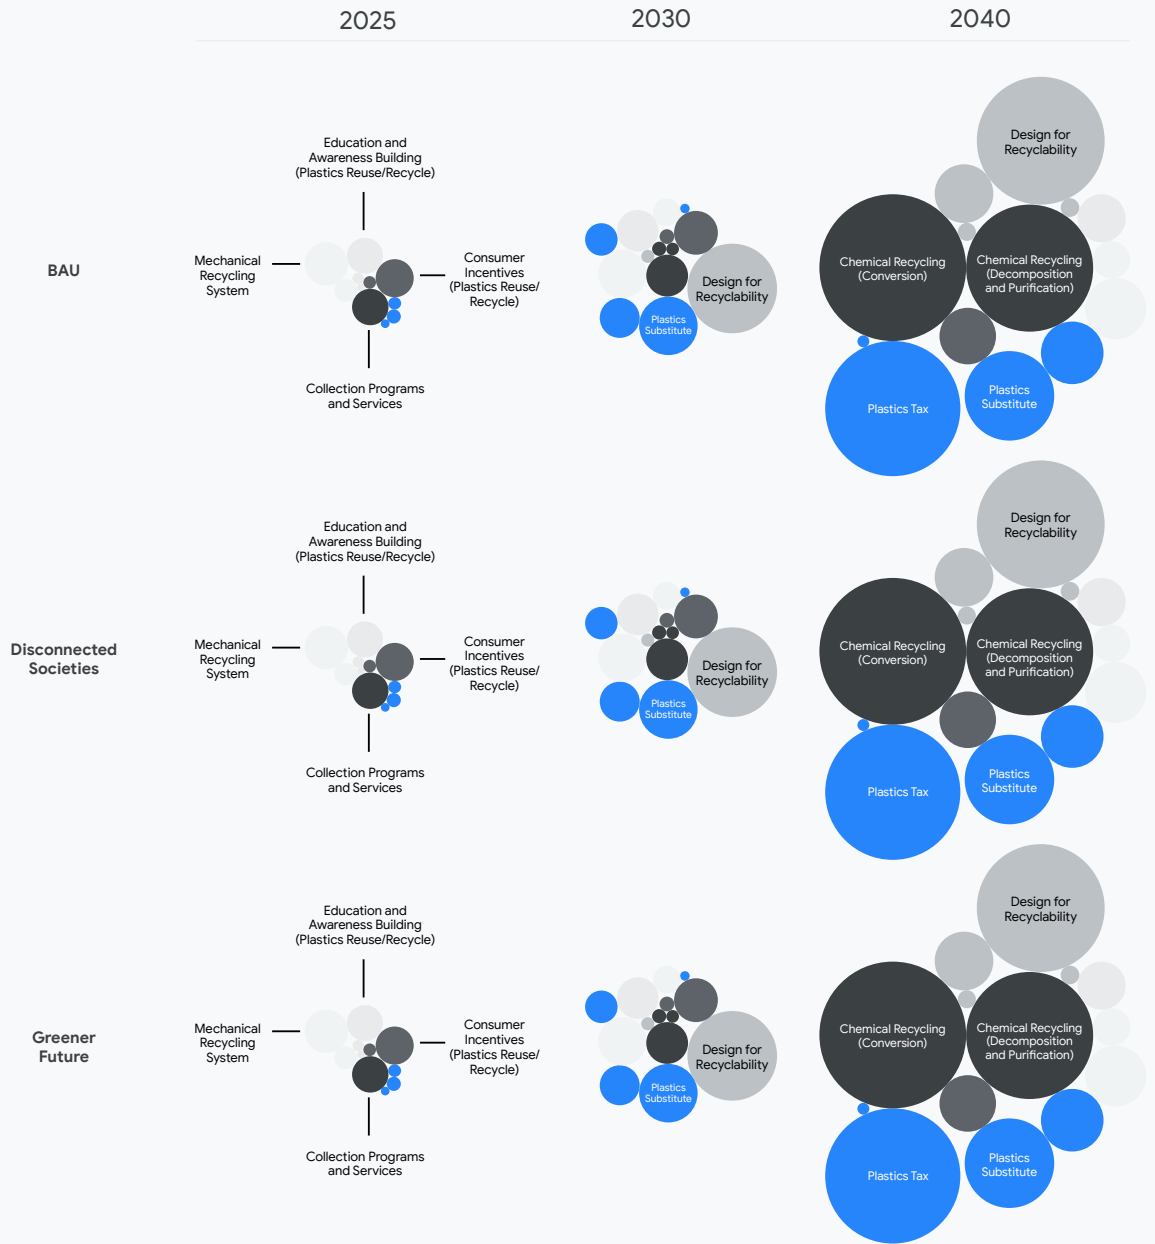 2025
2030
2040
BAU
Education and
Awareness Building
(Plastics Reuse/Recycle)
Mechanical
Recycling
System
Consumer
Incentives
(Plastics Reuse/
Recycle)
Collection Programs
and Services
Design for
Recyclability
Plastics
Substitute
Design for
Recyclability
Chemical Recycling
(Conversion)
Chemical Recycling
(Decomposition
and Purification)
Plastics Tax
Plastics
Substitute
Disconnected
Societies
Education and
Awareness Building
(Plastics Reuse/Recycle)
Mechanical
Recycling
System
Consumer
Incentives
(Plastics Reuse/
Recycle)
Collection Programs
and Services
Design for
Recyclability
Plastics
Substitute
Design for
Recyclability
Chemical Recycling
(Conversion)
Chemical Recycling
(Decomposition
and Purification)
Plastics Tax
Plastics
Substitute
Greener
Future
Education and
Awareness Building
(Plastics Reuse/Recycle)
Mechanical
Recycling
System
Consumer
Incentives
(Plastics Reuse/
Recycle)
Collection Programs
and Services
Design for
Recyclability
Plastics
Substitute
Design for
Recyclability
Chemical Recycling
(Conversion)
Chemical Recycling
(Decomposition
and Purification)
Plastics Tax
Plastics
Substitute